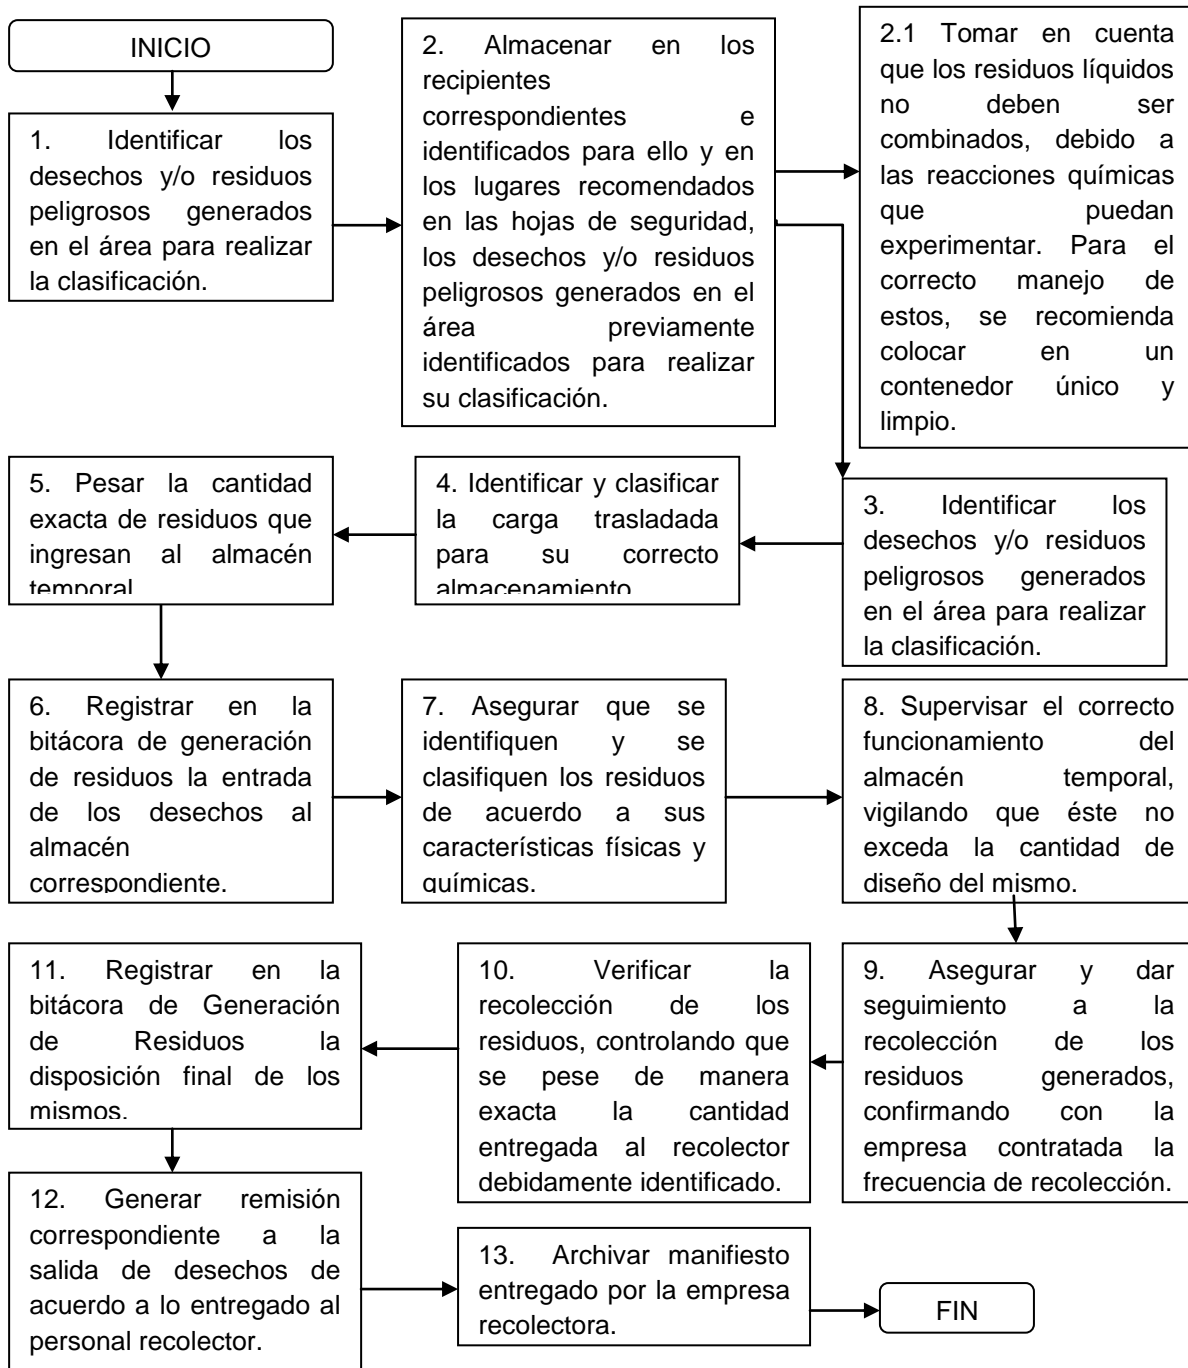 INICIO
1. Identificar los
desechos y/o residuos
peligrosos generados
en el área para realizar
la clasificación.
2. Almacenar en los
recipientes
correspondientes e
identificados para ello y en
los lugares recomendados
en las hojas de seguridad,
los desechos y/o residuos
peligrosos generados en el
área previamente
identificados para realizar
su clasificación.
2.1 Tomar en cuenta
que los residuos líquidos
no deben ser
combinados, debido a
las reacciones químicas
que puedan
experimentar. Para el
correcto manejo de
estos, se recomienda
colocar en un
contenedor único y
limpio.
3. Identificar los
desechos y/o residuos
peligrosos generados
en el área para realizar
la clasificación.
4. Identificar y clasificar
la carga trasladada
para su correcto
almacenamiento
5. Pesar la cantidad
exacta de residuos que
ingresan al almacén
temporal
6. Registrar en la
bitácora de generación
de residuos la entrada
de los desechos al
almacén
correspondiente.
7. Asegurar que se
identifiquen y se
clasifiquen los residuos
de acuerdo a sus
características físicas y
químicas.
8. Supervisar el correcto
funcionamiento del
almacén temporal,
vigilando que éste no
exceda la cantidad de
diseño del mismo.
9. Asegurar y dar
seguimiento a la
recolección de los
residuos generados,
confirmando con la
empresa contratada la
frecuencia de recolección.
10. Verificar la
recolección de los
residuos, controlando que
se pese de manera
exacta la cantidad
entregada al recolector
debidamente identificado.
11. Registrar en la
bitácora de Generación
de Residuos la
disposición final de los
mismos.
12. Generar remisión
correspondiente a la
salida de desechos de
acuerdo a lo entregado al
personal recolector.
13. Archivar manifiesto
entregado por la empresa
recolectora.
FIN